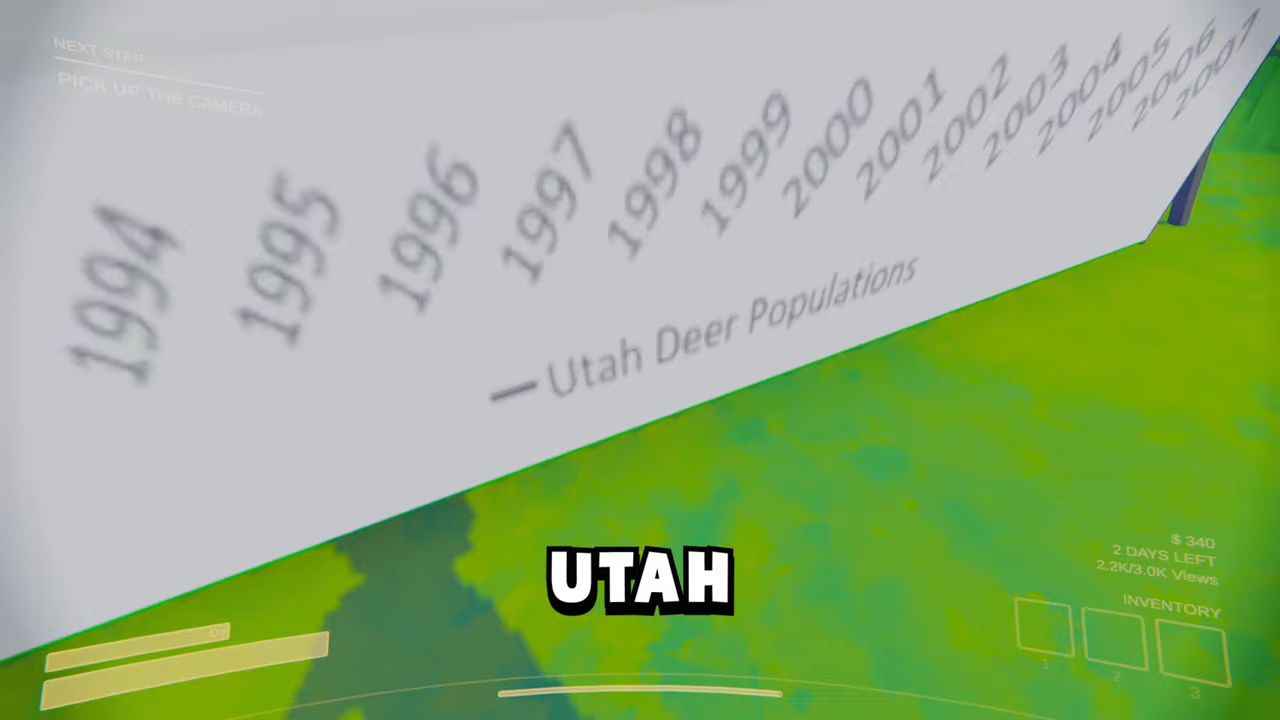 NEXT STEP
PICK UP THE CAMERA
1994
1995
1996
1997
1998
1999
2000
2001
2002
2003
2004
2005
2006
2007
Utah Deer Populations
UTAH
$ 340
2 DAYS LEFT
2.2K/3.0K Views
INVENTORY
1
2
3